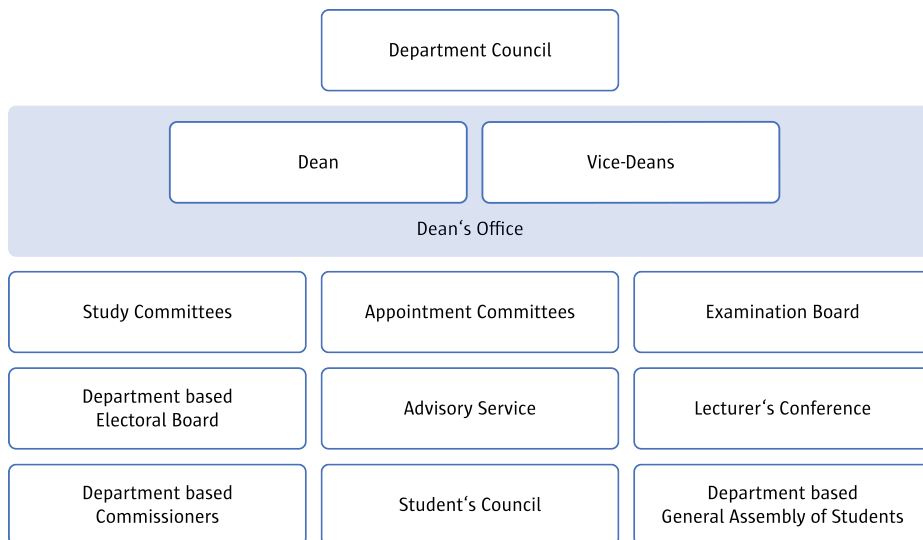 Department Council
Dean
Vice-Deans
Dean‘s Office
Study Committees
Appointment Committees
Examination Board
Department based
Electoral Board
Advisory Service
Lecturer‘s Conference
Department based
Commissioners
Student‘s Council
Department based
General Assembly of Students